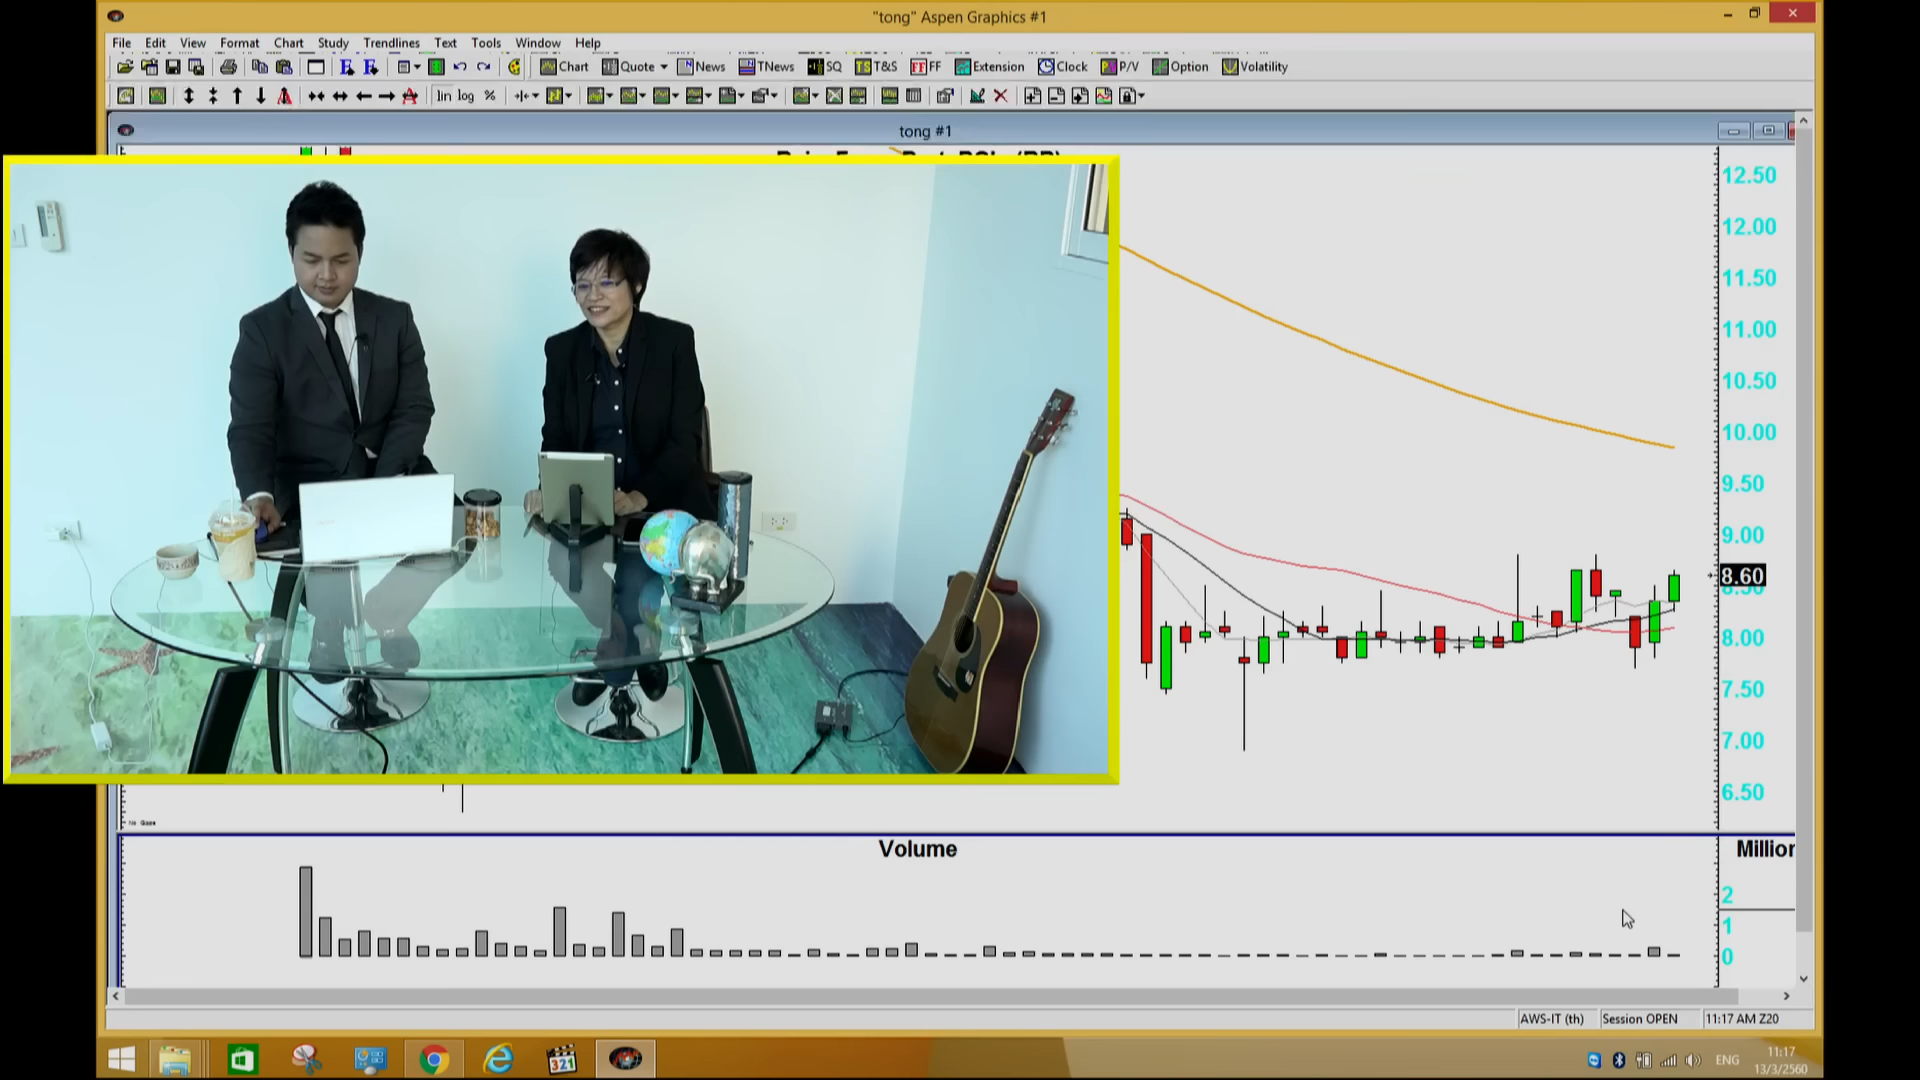 "tong" Aspen Graphics #1
File Edit View Format Chart Study Trendlines Text Tools Window Help
Chart Quote News TNews SQ T&S FF Extension Clock P/V Option Volatility
lin log %
tong #1
12.50
12.00
11.50
11.00
10.50
10.00
9.50
9.00
8.60
8.00
7.50
7.00
6.50
Volume
Million
2
1
0
AWS-IT (th) Session OPEN 11:17 AM Z20
321
ENG
11:17
13/3/2560